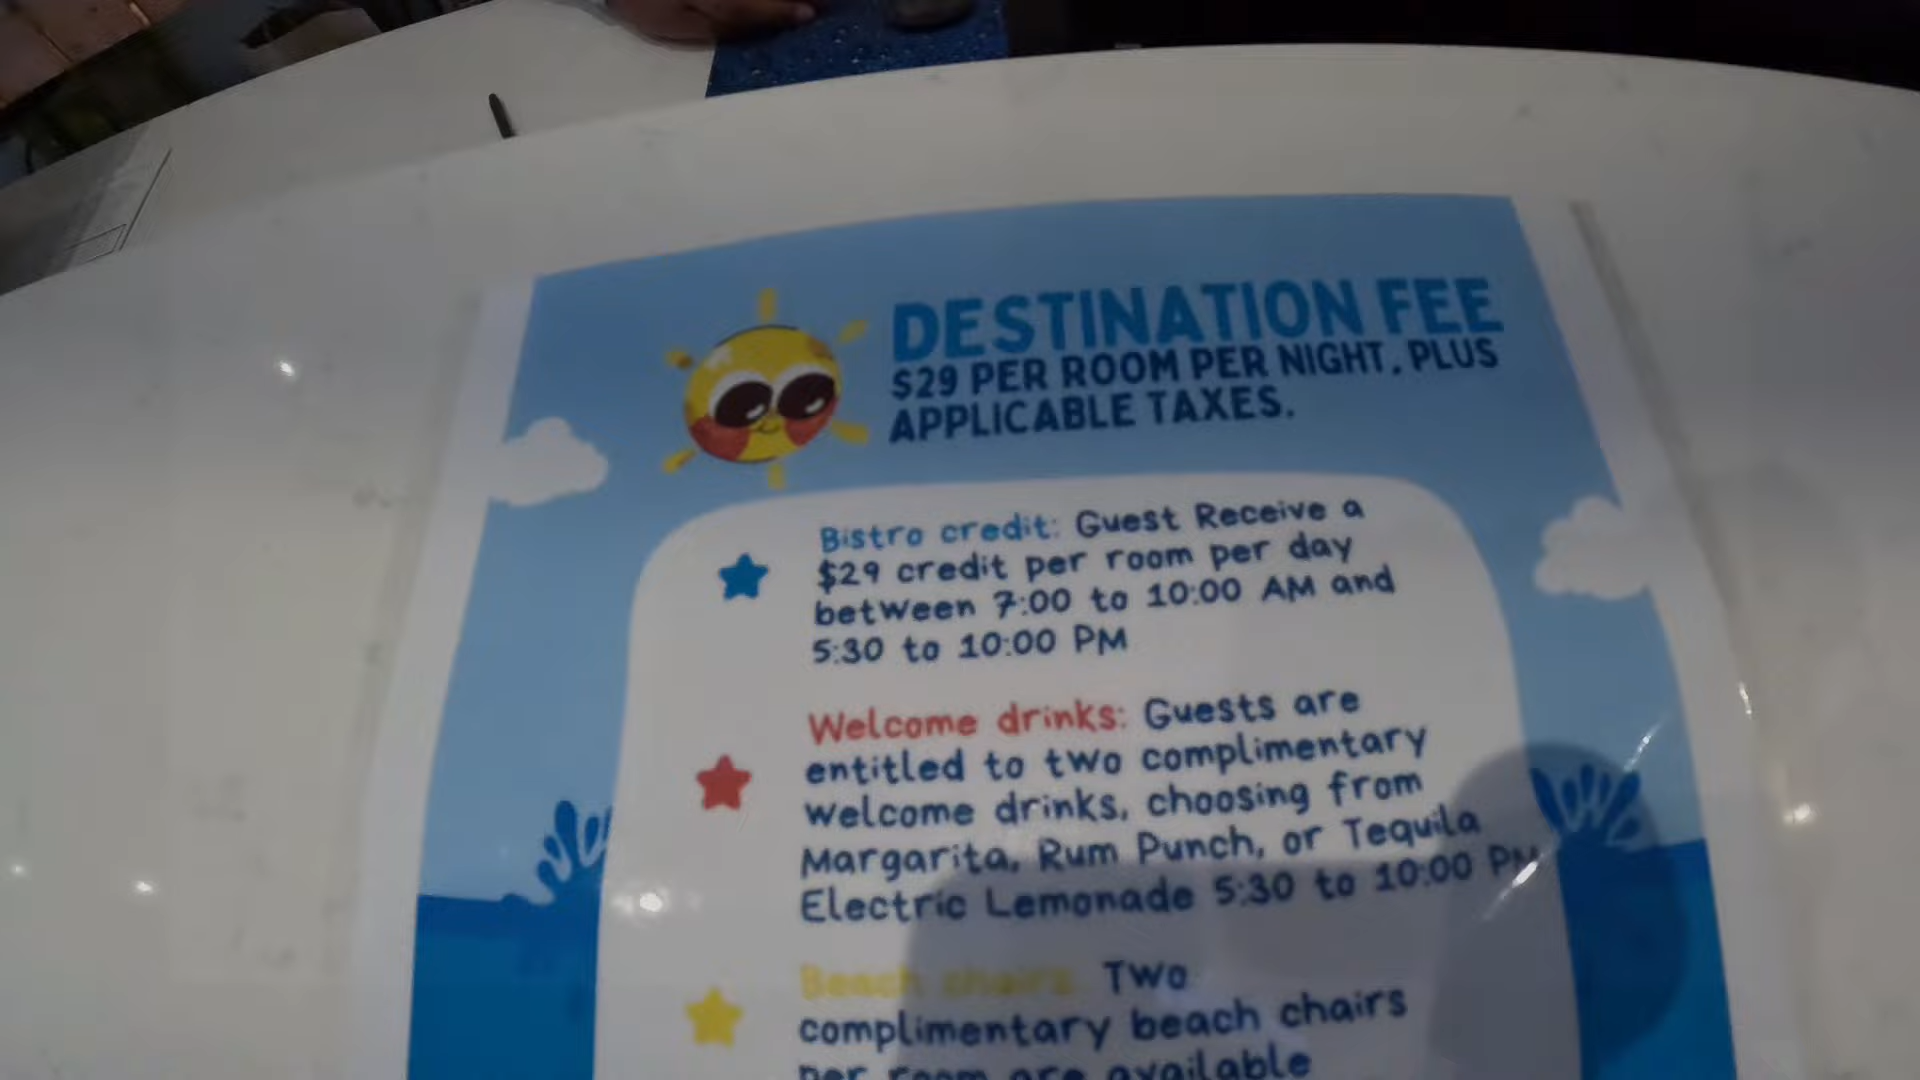 DESTINATION FEE
$29 PER ROOM PER NIGHT, PLUS
APPLICABLE TAXES.
Bistro credit: Guest Receive a
$29 credit per room per day
between 7:00 to 10:00 AM and
5:30 to 10:00 PM
Welcome drinks: Guests are
entitled to two complimentary
welcome drinks, choosing from
Margarita, Rum Punch, or Tequila
Electric Lemonade 5:30 to 10:00 PM
Beach chairs: Two
complimentary beach chairs
per room are available